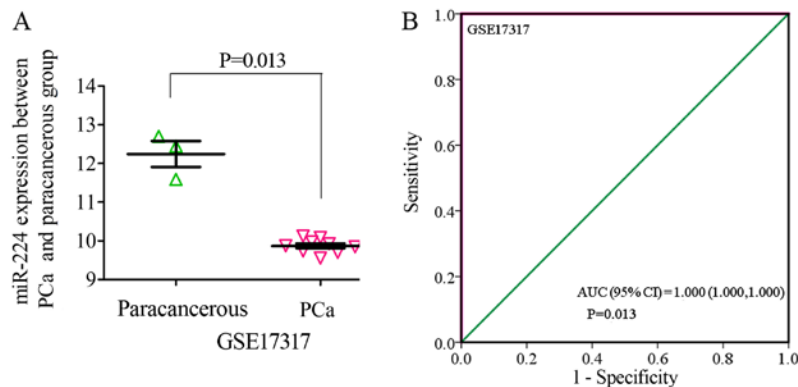 A
P=0.013
miR-224 expression between
PCa and paracancerous group
14
13
12
11
10
9
Paracancerous
PCa
GSE17317
B
GSE17317
Sensitivity
1.0
0.8
0.6
0.4
0.2
0.0
AUC (95% CI) = 1.000 (1.000,1.000)
P=0.013
0.0 0.2 0.4 0.6 0.8 1.0
1 - Specificity